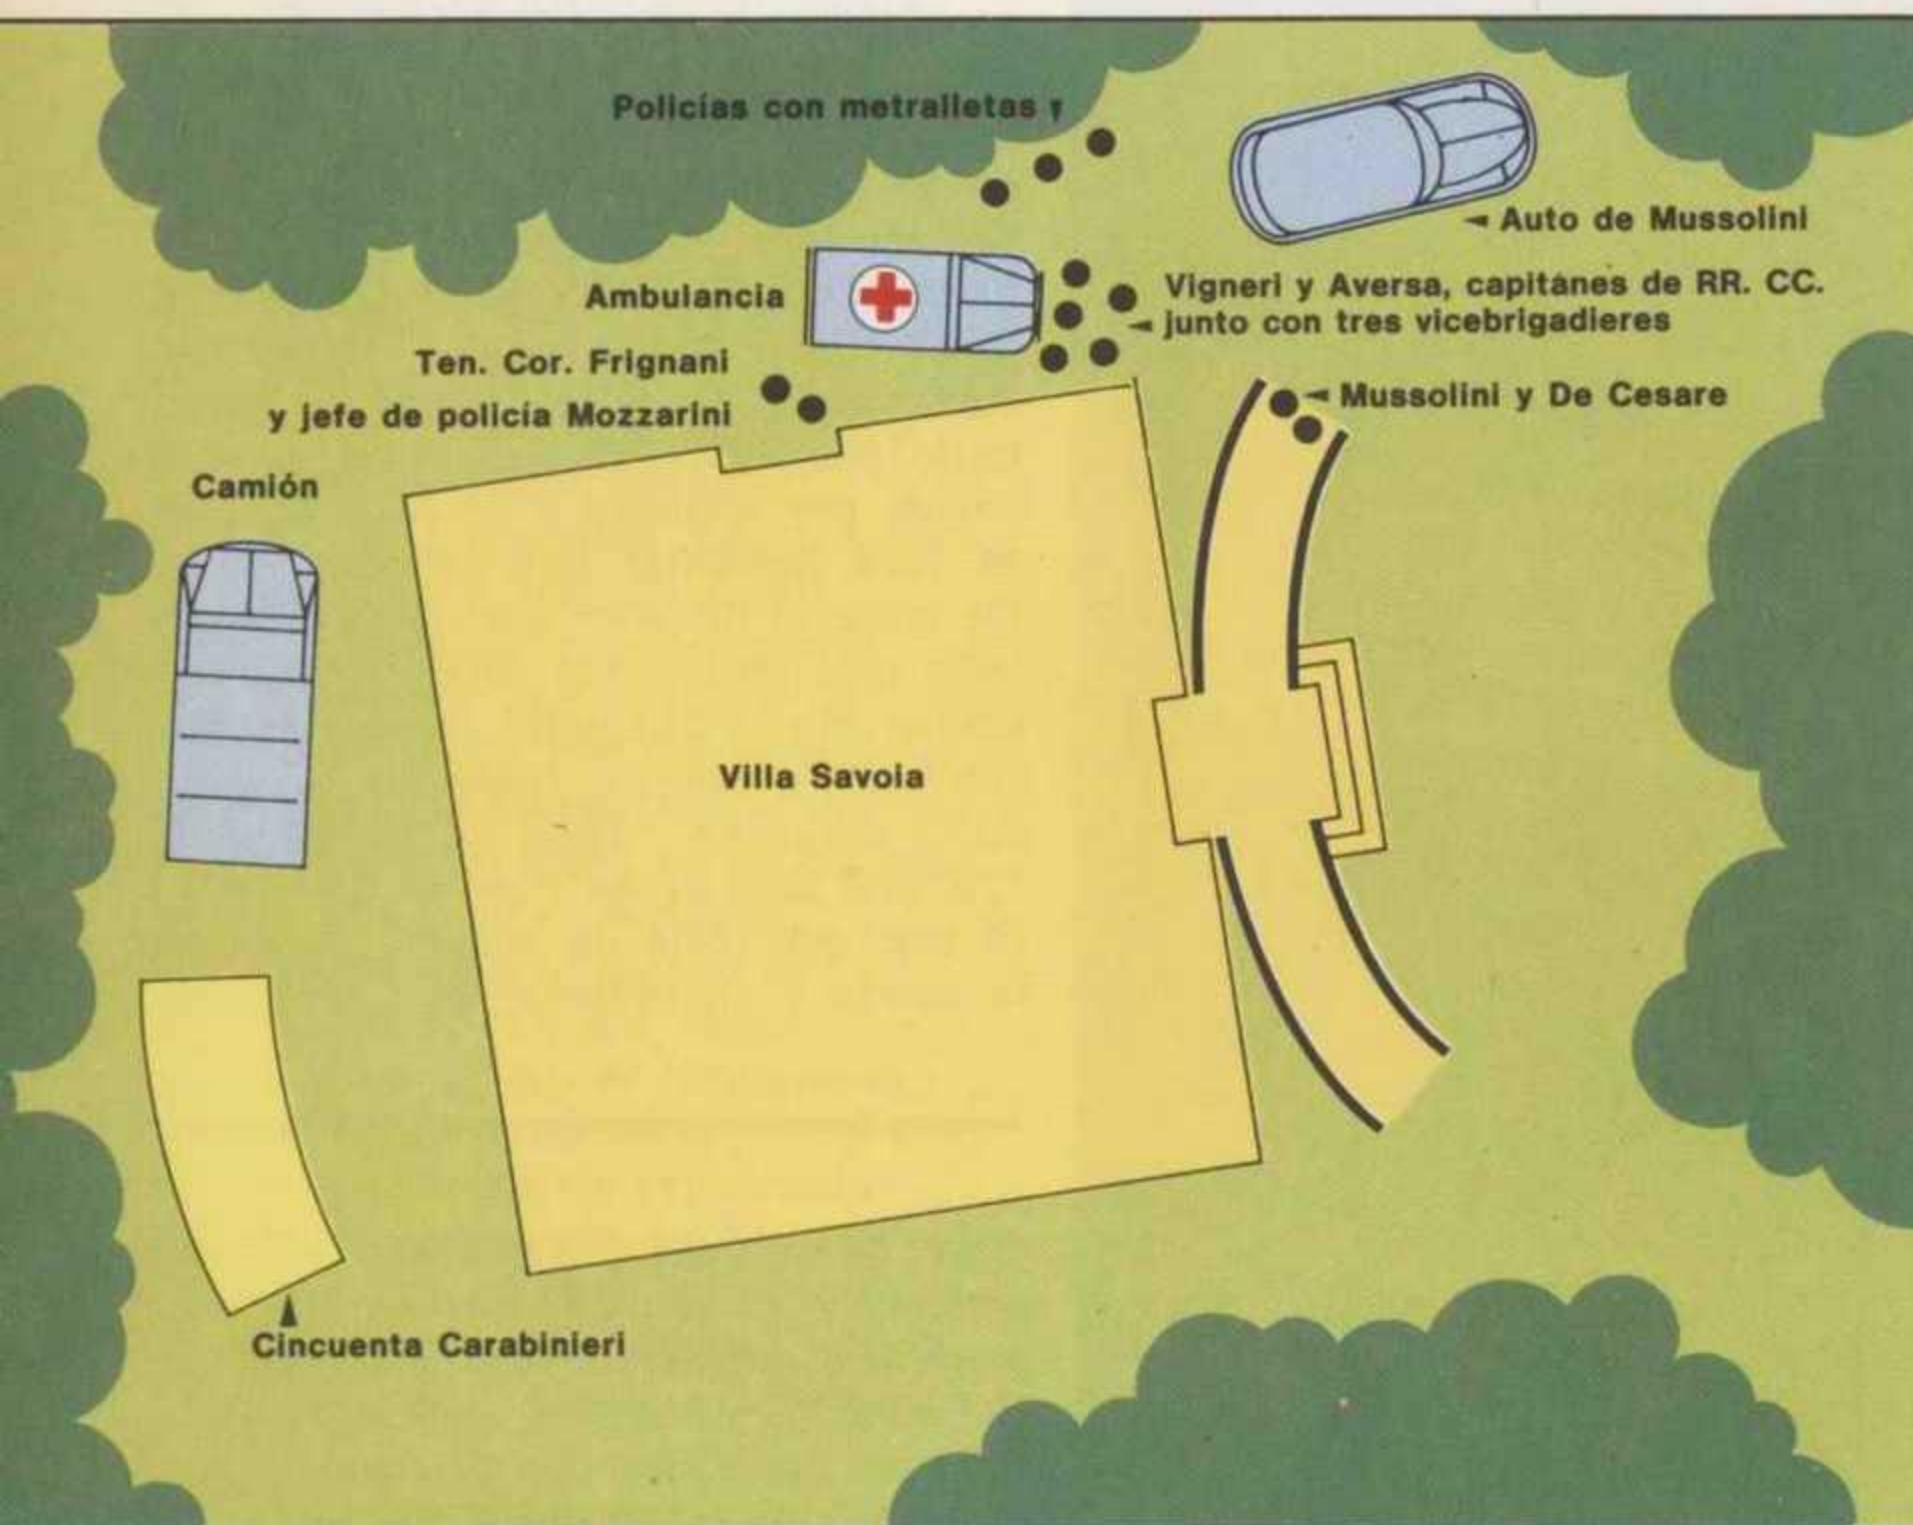 Policías con metralletas
Auto de Mussolini
Ambulancia
Vigneri y Aversa, capitanes de RR. CC.
junto con tres vicebrigadieres
Ten. Cor. Frignani
y jefe de policía Mozzarini
Mussolini y De Cesare
Camión
Villa Savoia
Cincuenta Carabinieri